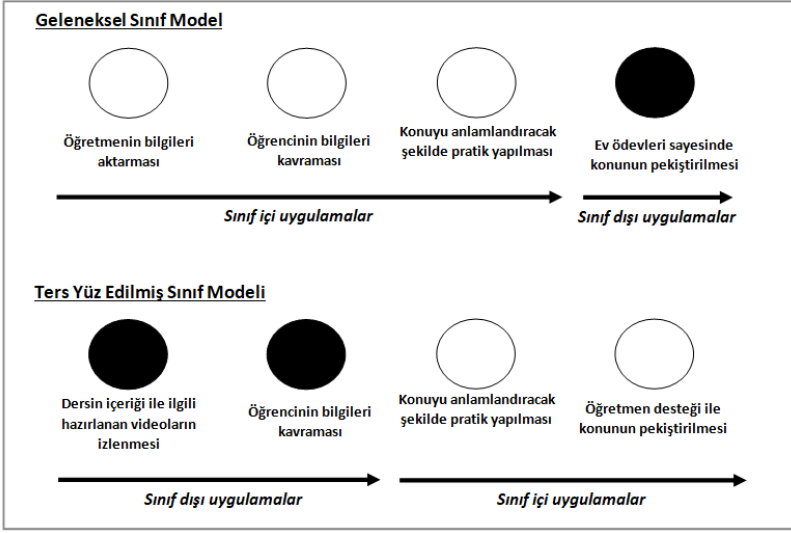 Geleneksel Sınıf Model
Öğretmenin bilgileri
aktarması
Öğrencinin bilgileri
kavraması
Konuyu anlamlandıracak
şekilde pratik yapılması
Ev ödevleri sayesinde
konunun pekiştirilmesi
Sınıf içi uygulamalar
Sınıf dışı uygulamalar
Ters Yüz Edilmiş Sınıf Modeli
Dersin içeriği ile ilgili
hazırlanan videoların
izlenmesi
Öğrencinin bilgileri
kavraması
Konuyu anlamlandıracak
şekilde pratik yapılması
Öğretmen desteği ile
konunun pekiştirilmesi
Sınıf dışı uygulamalar
Sınıf içi uygulamalar